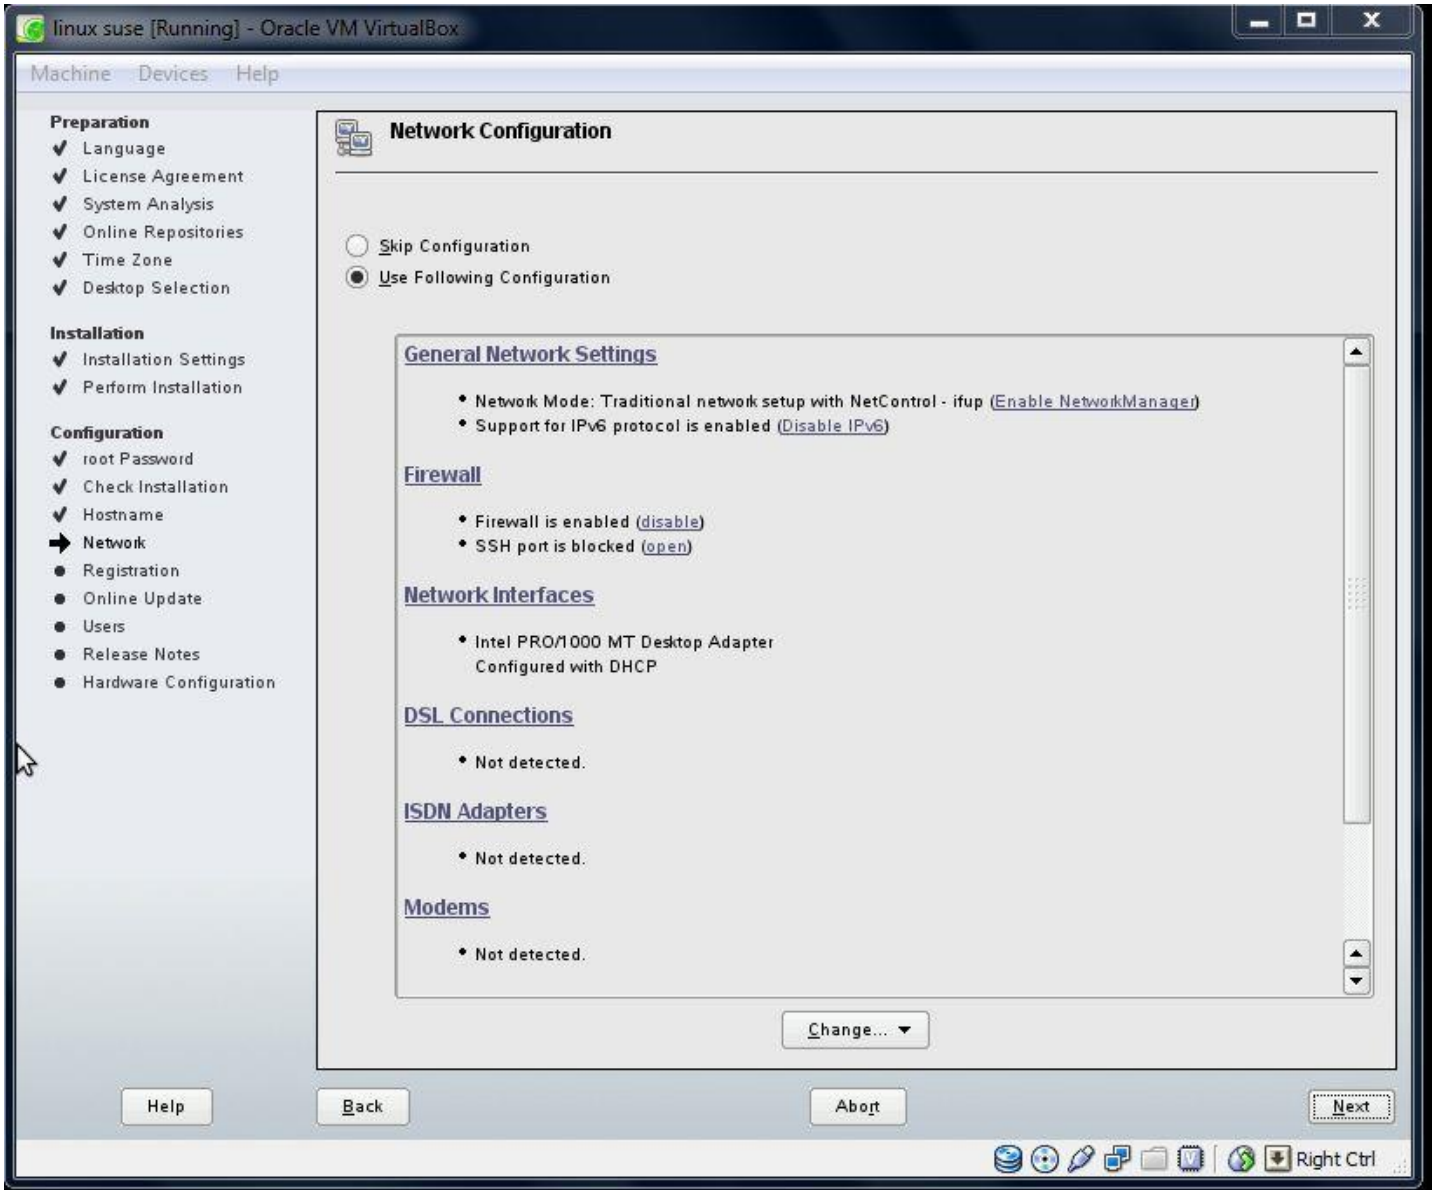 linux suse [Running] - Oracle VM VirtualBox
Machine Devices Help
Preparation
Language
License Agreement
System Analysis
Online Repositories
Time Zone
Desktop Selection
Installation
Installation Settings
Perform Installation
Configuration
root Password
Check Installation
Hostname
Network
Registration
Online Update
Users
Release Notes
Hardware Configuration
Network Configuration
Skip Configuration
Use Following Configuration
General Network Settings
• Network Mode: Traditional network setup with NetControl - ifup (Enable NetworkManager)
• Support for IPv6 protocol is enabled (Disable IPv6)
Firewall
• Firewall is enabled (disable)
• SSH port is blocked (open)
Network Interfaces
• Intel PRO/1000 MT Desktop Adapter
Configured with DHCP
DSL Connections
• Not detected.
ISDN Adapters
• Not detected.
Modems
• Not detected.
Change...
Help Back Abort Next
Right Ctrl